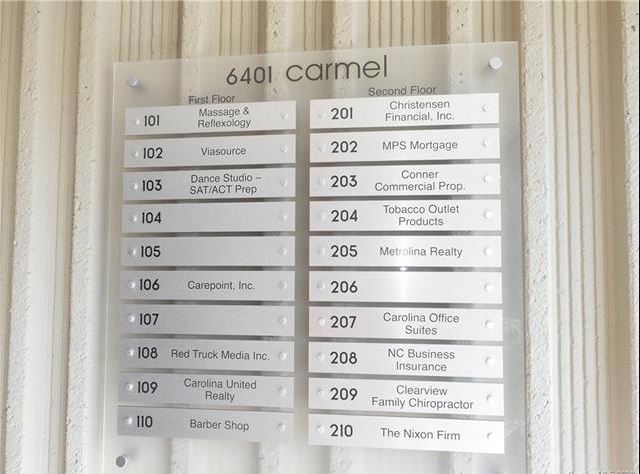 6401 carmel
First Floor
101 Massage &
Reflexology
102 Viasource
103 Dance Studio –
SAT/ACT Prep
104
105
106 Carepoint, Inc.
107
108 Red Truck Media Inc.
109 Carolina United
Realty
110 Barber Shop
Second Floor
201 Christensen
Financial, Inc.
202 MPS Mortgage
203 Conner
Commercial Prop.
204 Tobacco Outlet
Products
205 Metrolina Realty
206
207 Carolina Office
Suites
208 NC Business
Insurance
209 Clearview
Family Chiropractor
210 The Nixon Firm